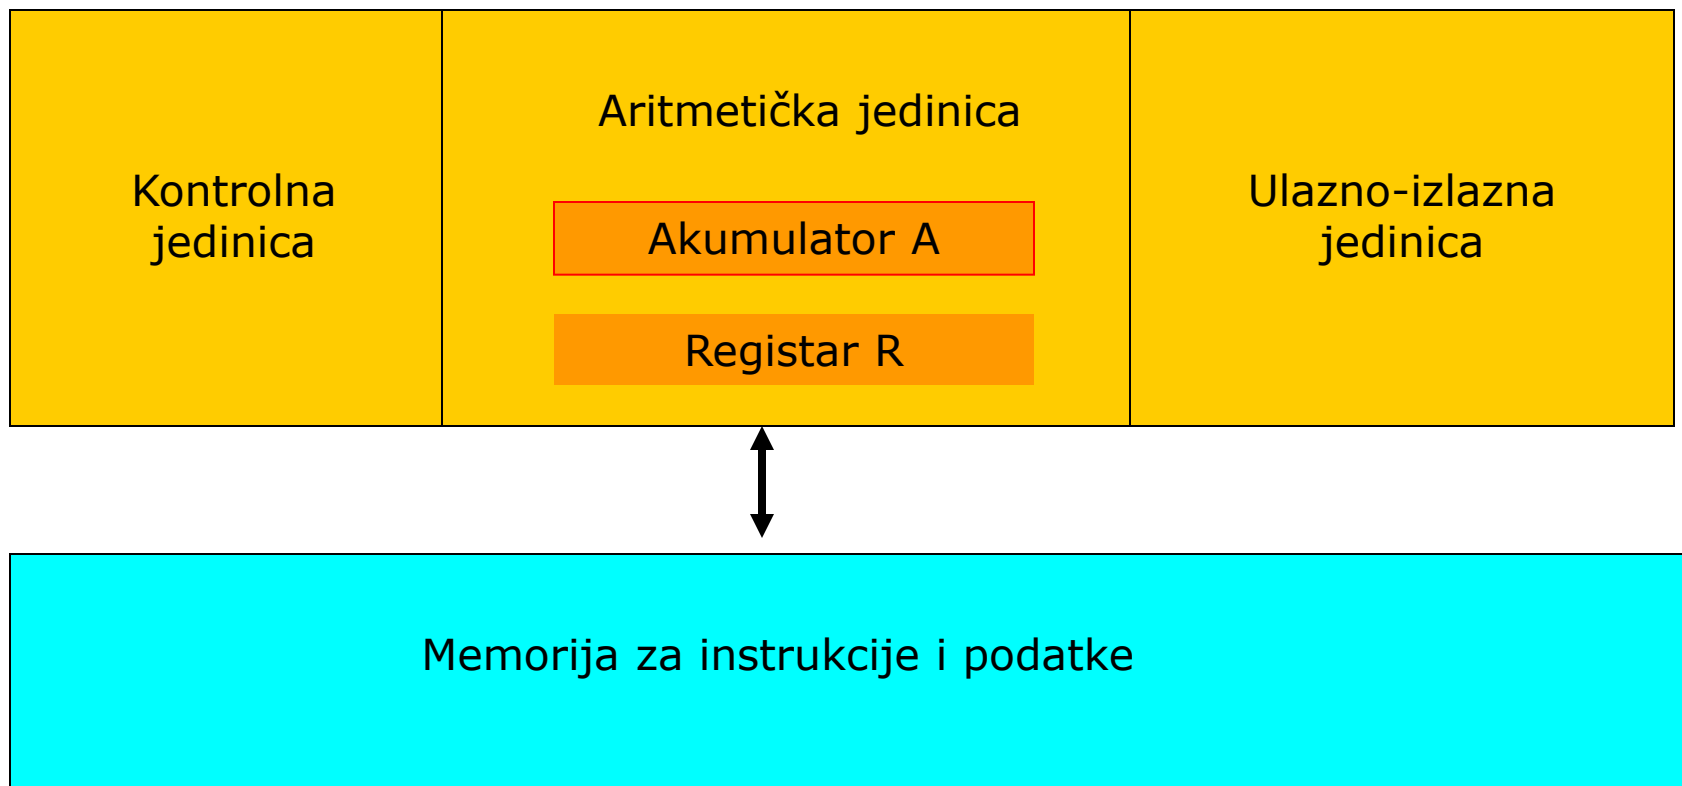 Aritmetička jedinica
Kontrolna
jedinica
Akumulator A
Registar R
Ulazno-izlazna
jedinica
Memorija za instrukcije i podatke